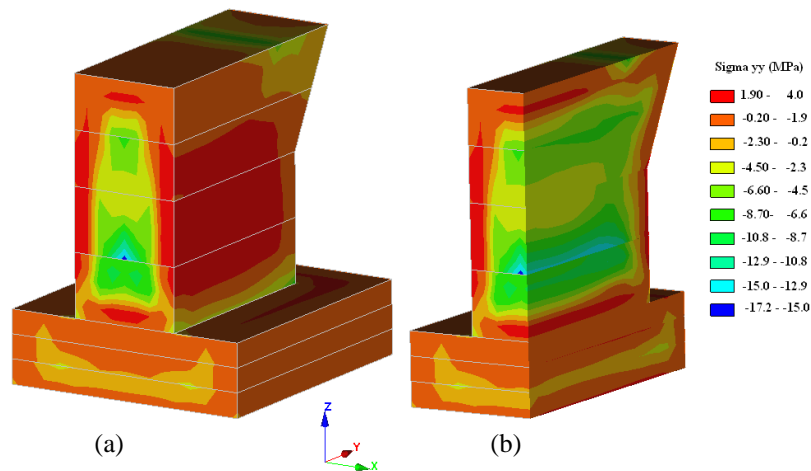 Sigma yy (MPa)
1.90 - 4.0
-0.20 - -1.9
-2.30 - -0.2
-4.50 - -2.3
-6.60 - -4.5
-8.70- -6.6
-10.8 - -8.7
-12.9 - -10.8
-15.0 - -12.9
-17.2 - -15.0
Z
Y
X
(a)
(b)